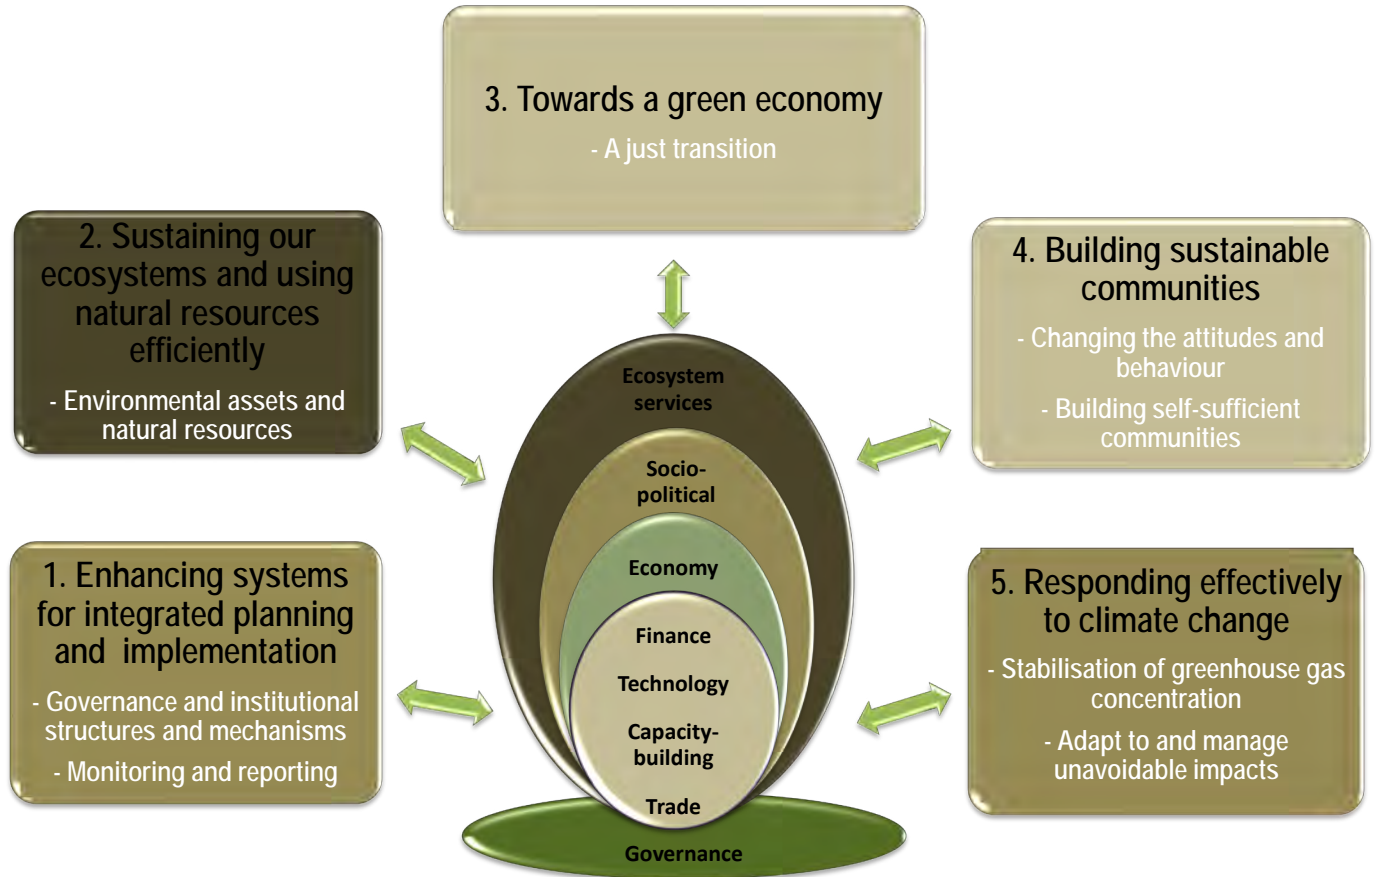 3. Towards a green economy
- A just transition
2. Sustaining our
ecosystems and using
natural resources
efficiently
- Environmental assets and
natural resources
4. Building sustainable
communities
- Changing the attitudes and
behaviour
- Building self-sufficient
communities
1. Enhancing systems
for integrated planning
and implementation
- Governance and institutional
structures and mechanisms
- Monitoring and reporting
5. Responding effectively
to climate change
- Stabilisation of greenhouse gas
concentration
- Adapt to and manage
unavoidable impacts
Ecosystem
services
Socio-
political
Economy
Finance
Technology
Capacity-
building
Trade
Governance